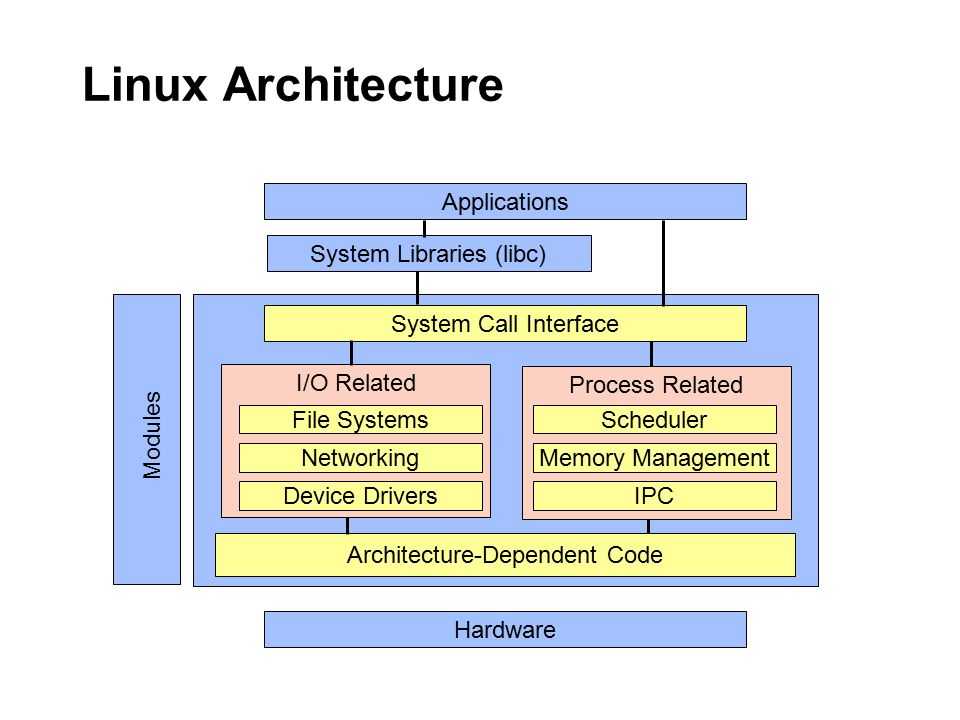 Linux Architecture
Applications
System Libraries (libc)
System Call Interface
Modules
I/O Related
File Systems
Networking
Device Drivers
Process Related
Scheduler
Memory Management
IPC
Architecture-Dependent Code
Hardware